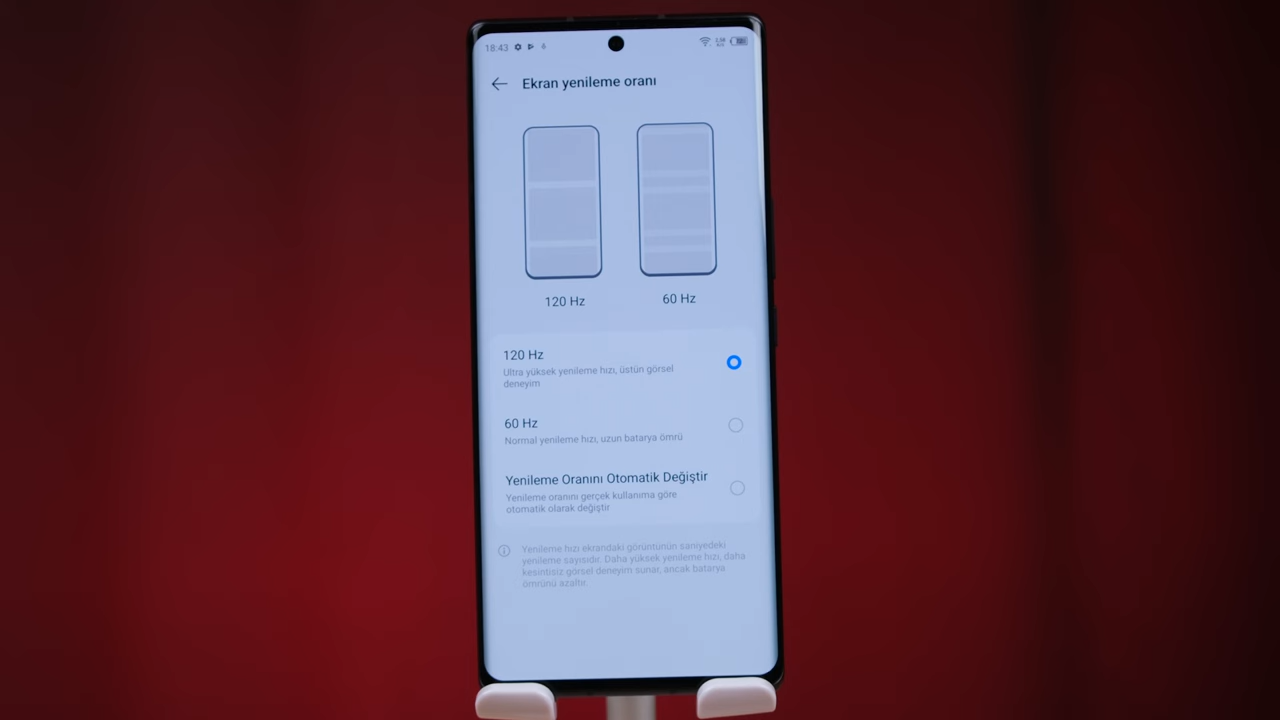 18:43
Ekran yenileme oranı
120 Hz
60 Hz
120 Hz
Ultra yüksek yenileme hızı, üstün görsel
deneyim
60 Hz
Normal yenileme hızı, uzun batarya ömrü
Yenileme Oranını Otomatik Değiştir
Yenileme oranını gerçek kullanıma göre
otomatik olarak değiştir
Yenileme hızı ekrandaki görüntünün saniyedeki
yenileme sayısıdır. Daha yüksek yenileme hızı, daha
kesintisiz görsel deneyim sunar, ancak batarya
ömrünü azaltır.